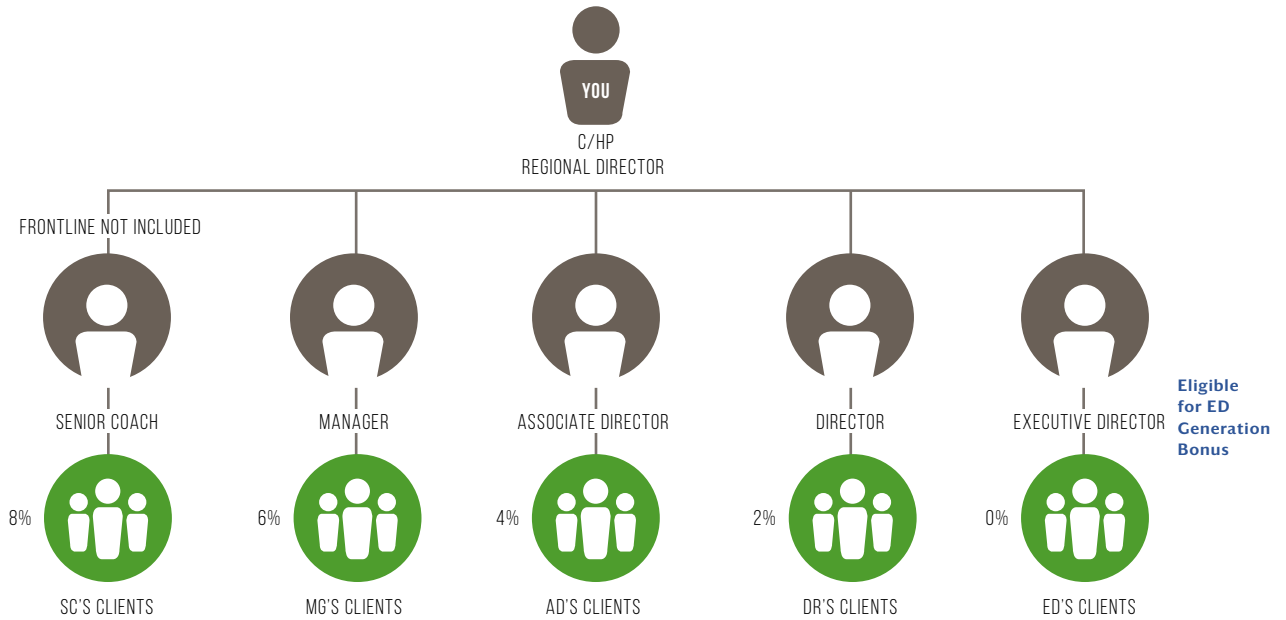 YOU
C/HP
REGIONAL DIRECTOR
FRONTLINE NOT INCLUDED
SENIOR COACH
MANAGER
ASSOCIATE DIRECTOR
DIRECTOR
EXECUTIVE DIRECTOR
Eligible
for ED
Generation
Bonus
8%
6%
4%
2%
0%
SC'S CLIENTS
MG'S CLIENTS
AD'S CLIENTS
DR'S CLIENTS
ED'S CLIENTS